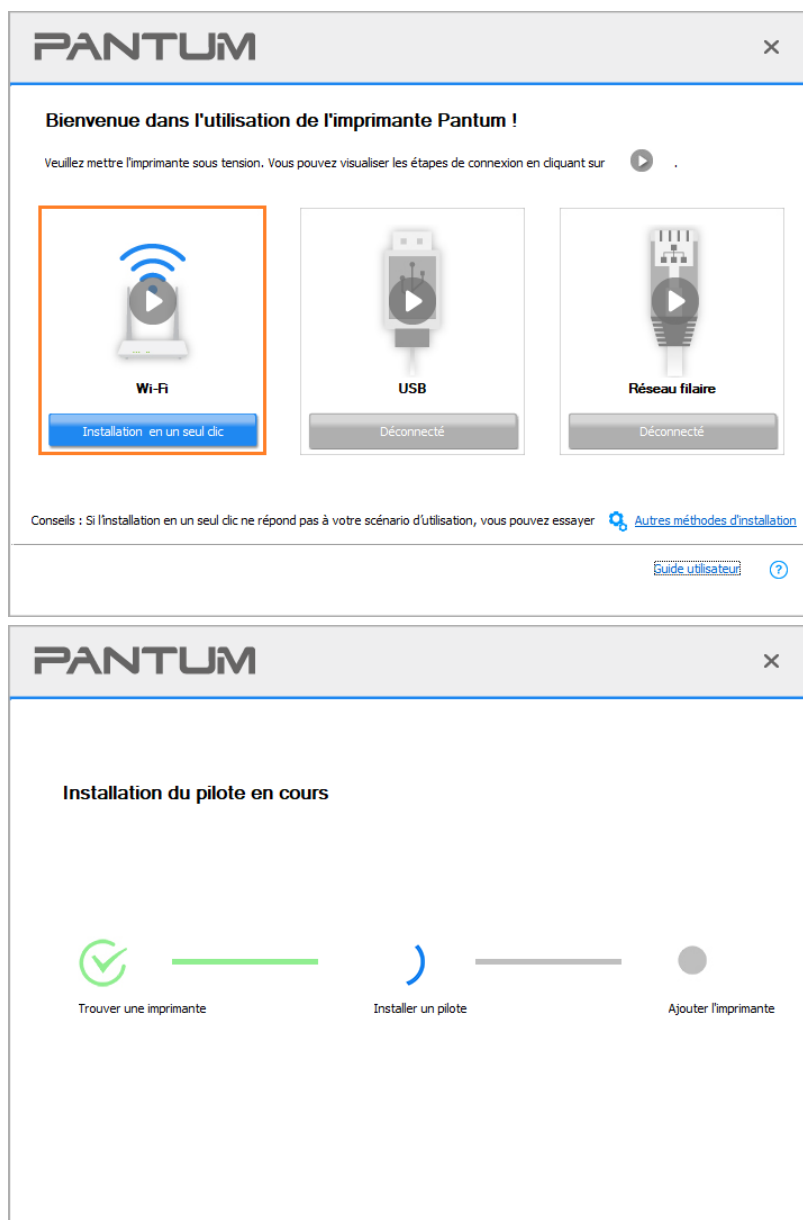 PANTUM
Bienvenue dans l'utilisation de l'imprimante Pantum !
Veuillez mettre l'imprimante sous tension. Vous pouvez visualiser les étapes de connexion en cliquant sur .
Wi-Fi
Installation en un seul clic
USB
Déconnecté
Réseau filaire
Déconnecté
Conseils : Si l'installation en un seul clic ne répond pas à votre scénario d'utilisation, vous pouvez essayer Autres méthodes d'installation
Guide utilisateur ?
PANTUM
Installation du pilote en cours
Trouver une imprimante
Installer un pilote
Ajouter l'imprimante